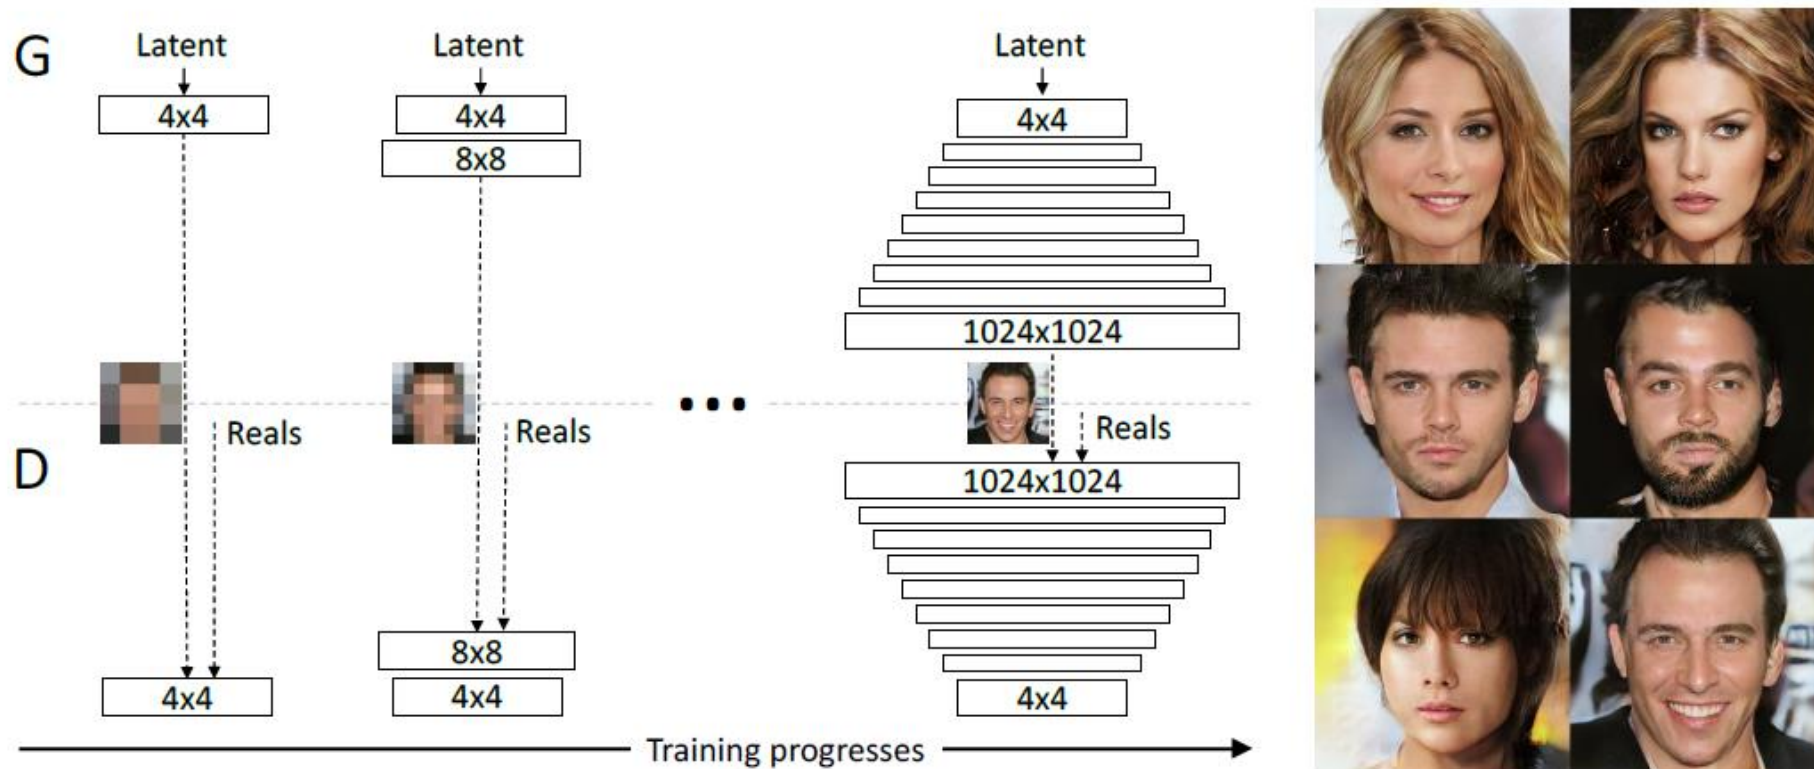 G
Latent
Latent
Latent
4x4
4x4
4x4
8x8
1024x1024
Reals
Reals
Reals
D
1024x1024
8x8
4x4
4x4
4x4
Training progresses